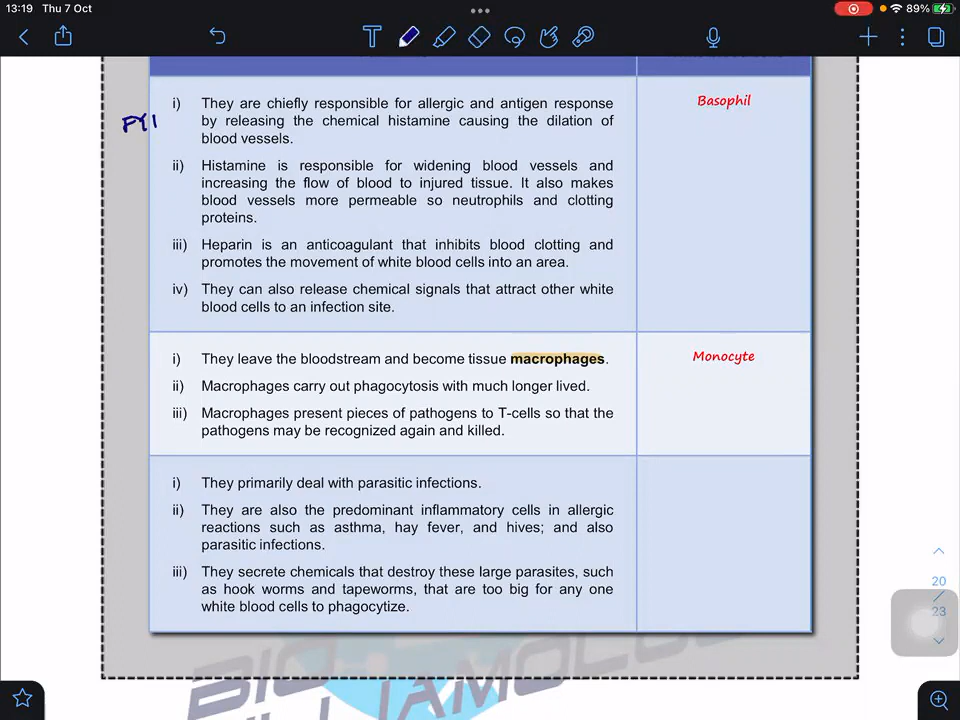 13:19 Thu 7 Oct
89%
T
i) They are chiefly responsible for allergic and antigen response
by releasing the chemical histamine causing the dilation of
blood vessels.
Basophil
FYI
ii) Histamine is responsible for widening blood vessels and
increasing the flow of blood to injured tissue. It also makes
blood vessels more permeable so neutrophils and clotting
proteins.
iii) Heparin is an anticoagulant that inhibits blood clotting and
promotes the movement of white blood cells into an area.
iv) They can also release chemical signals that attract other white
blood cells to an infection site.
i) They leave the bloodstream and become tissue macrophages.
Monocyte
ii) Macrophages carry out phagocytosis with much longer lived.
iii) Macrophages present pieces of pathogens to T-cells so that the
pathogens may be recognized again and killed.
i) They primarily deal with parasitic infections.
ii) They are also the predominant inflammatory cells in allergic
reactions such as asthma, hay fever, and hives; and also
parasitic infections.
iii) They secrete chemicals that destroy these large parasites, such
as hook worms and tapeworms, that are too big for any one
white blood cells to phagocytize.
20
/
23
BIO